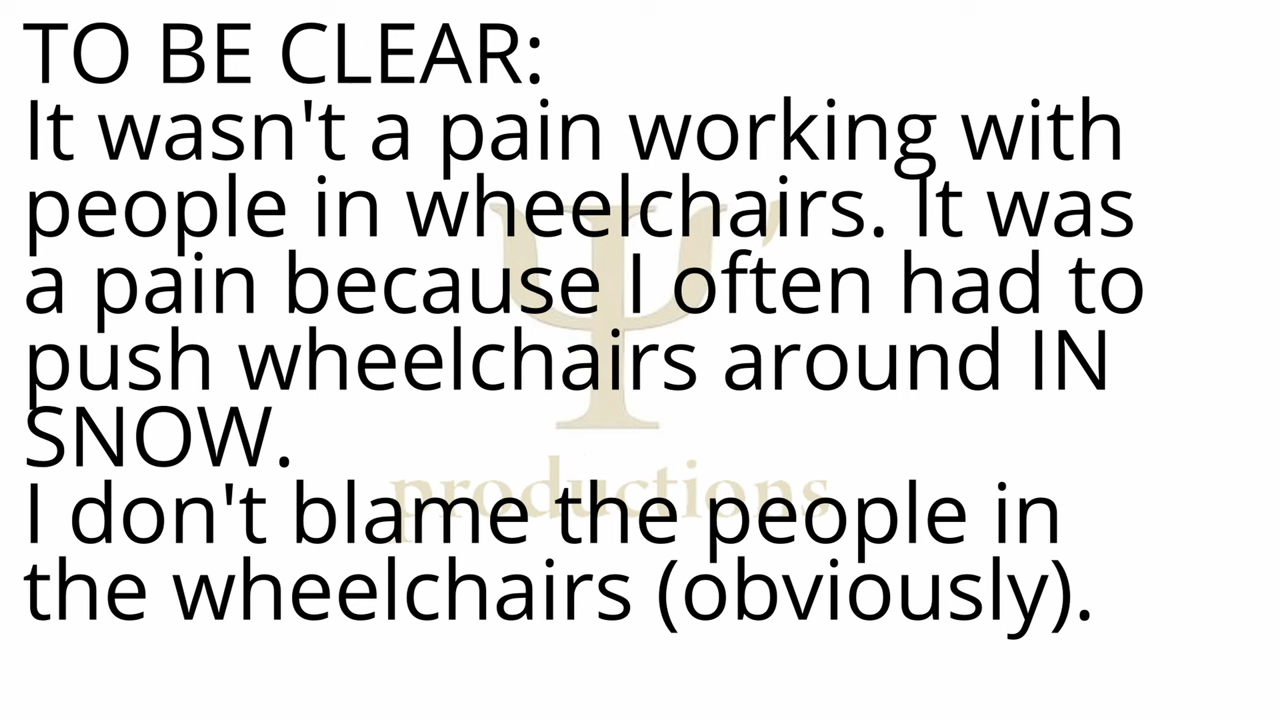 TO BE CLEAR:
It wasn't a pain working with
people in wheelchairs. It was
a pain because I often had to
push wheelchairs around IN
SNOW.
I don't blame the people in
the wheelchairs (obviously).
Ψ′
productions